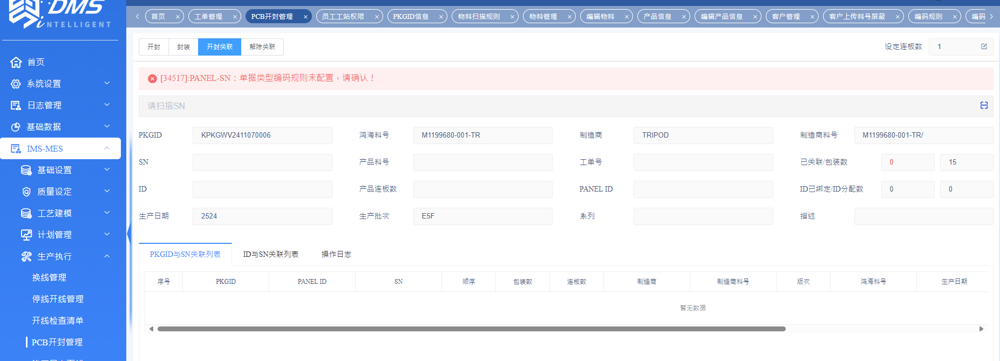 DMS
iNTELLIGENT
首页
系统设置
日志管理
基础数据
IMS-MES
基础设置
质量设定
工艺建模
计划管理
生产执行
换线管理
停线开线管理
开线检查清单
PCB开封管理
首页 × 工单管理 × PCB开封管理 × 员工工站权限 × PKGID信息 × 物料扫描规则 × 物料管理 × 编辑物料 × 产品信息 × 编辑产品信息 × 客户管理 × 客户上传料号屏蔽 × 编码规则 × 编码
开封 封装 开封关联 解除关联 设定连板数 1
[34517]:PANEL-SN：单据类型编码规则未配置，请确认！
请扫描SN
PKGID KPKGWV2411070006 鸿海料号 M1199680-001-TR 制造商 TRIPOD 制造商料号 M1199680-001-TR/
SN 产品料号 工单号 已关联/包装数 0 15
ID 产品连板数 PANEL ID ID已绑定/ID分配数 0 0
生产日期 2524 生产批次 E5F 系列 描述
PKGID与SN关联列表 ID与SN关联列表 操作日志
序号 PKGID PANEL ID SN 顺序 包装数 连板数 制造商 制造商料号 版次 鸿海料号 生产日期
暂无数据